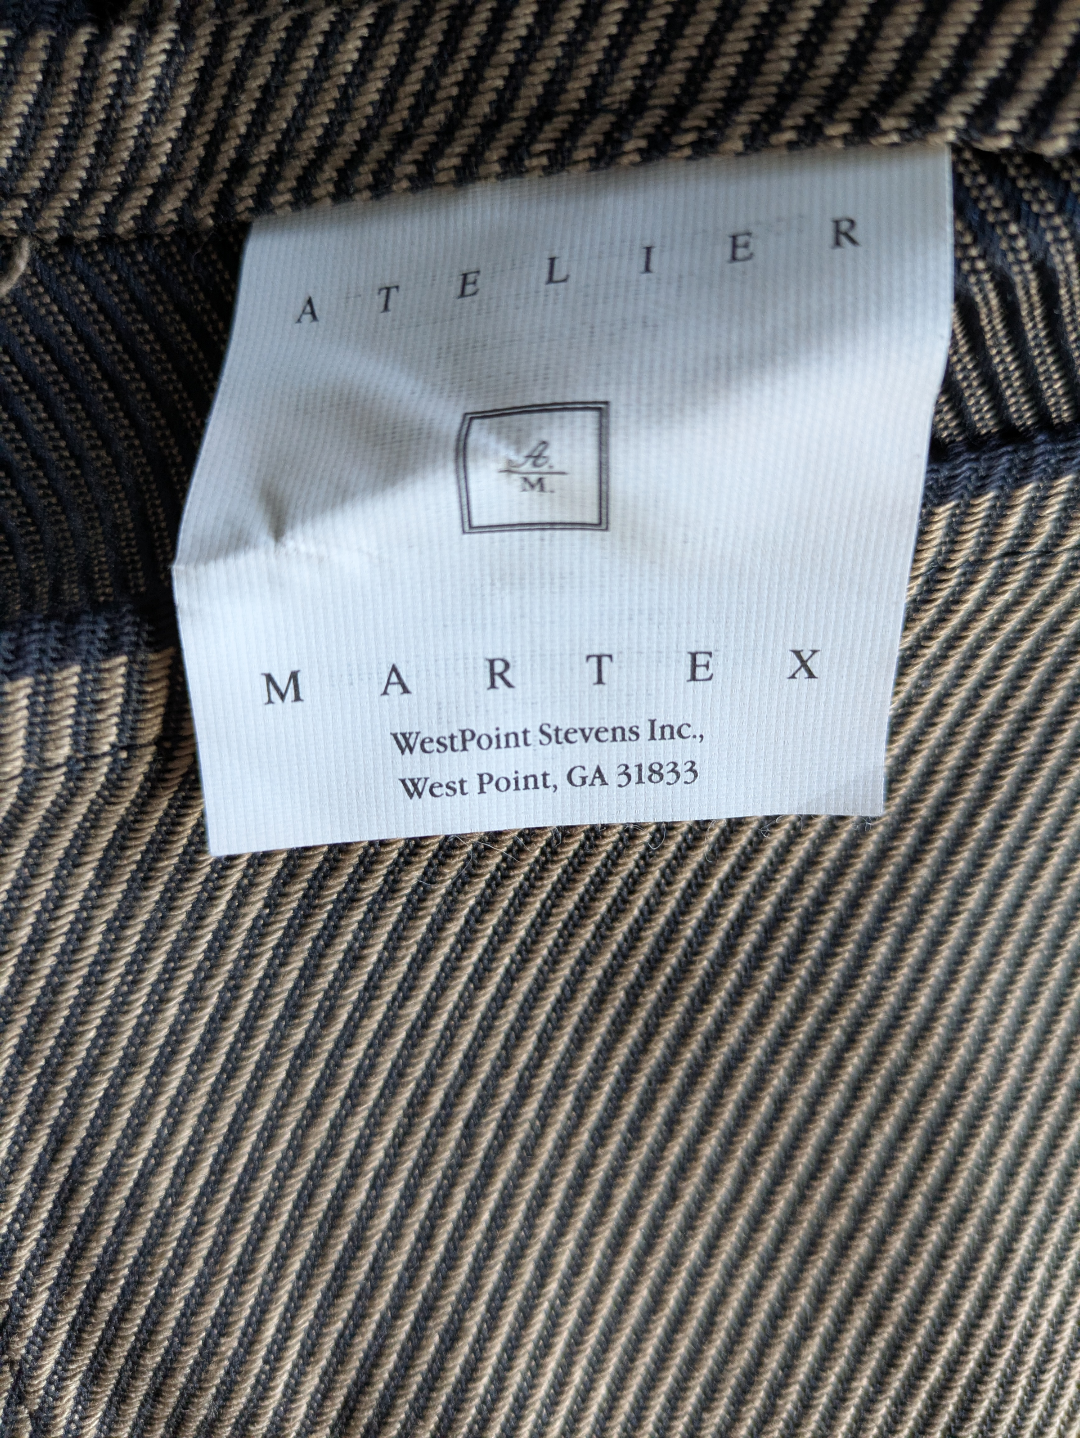 ATELIER
A.
M.
MARTEX
WestPoint Stevens Inc.,
West Point, GA 31833